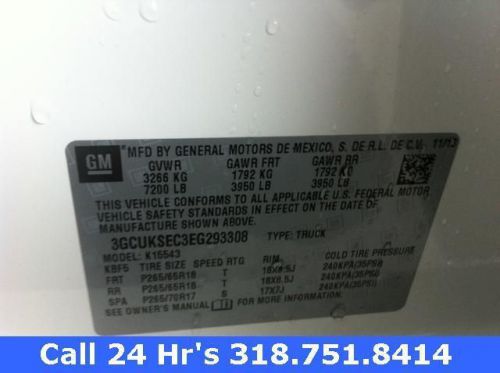 GM
MFD BY GENERAL MOTORS DE MEXICO, S. DE R.L. DE C.V. 11/13
GVWR GAWR FRT GAWR RR
3266 KG 1792 KG 1792 KG
7200 LB 3950 LB 3950 LB
THIS VEHICLE CONFORMS TO ALL APPLICABLE U.S. FEDERAL MOTOR
VEHICLE SAFETY STANDARDS IN EFFECT ON THE DATE OF
MANUFACTURE SHOWN ABOVE.
3GCUKSEC3EG293308 TYPE: TRUCK
MODEL: K15543
KBF5 TIRE SIZE SPEED RTG RIM COLD TIRE PRESSURE
FRT P265/65R18 T 18X8.5J 240KPA(35PSI)
RR P265/65R18 T 18X8.5J 240KPA(35PSI)
SPA P265/70R17 S 17X7J 240KPA(35PSI)
SEE OWNER'S MANUAL FOR MORE INFORMATION.
Call 24 Hr's 318.751.8414